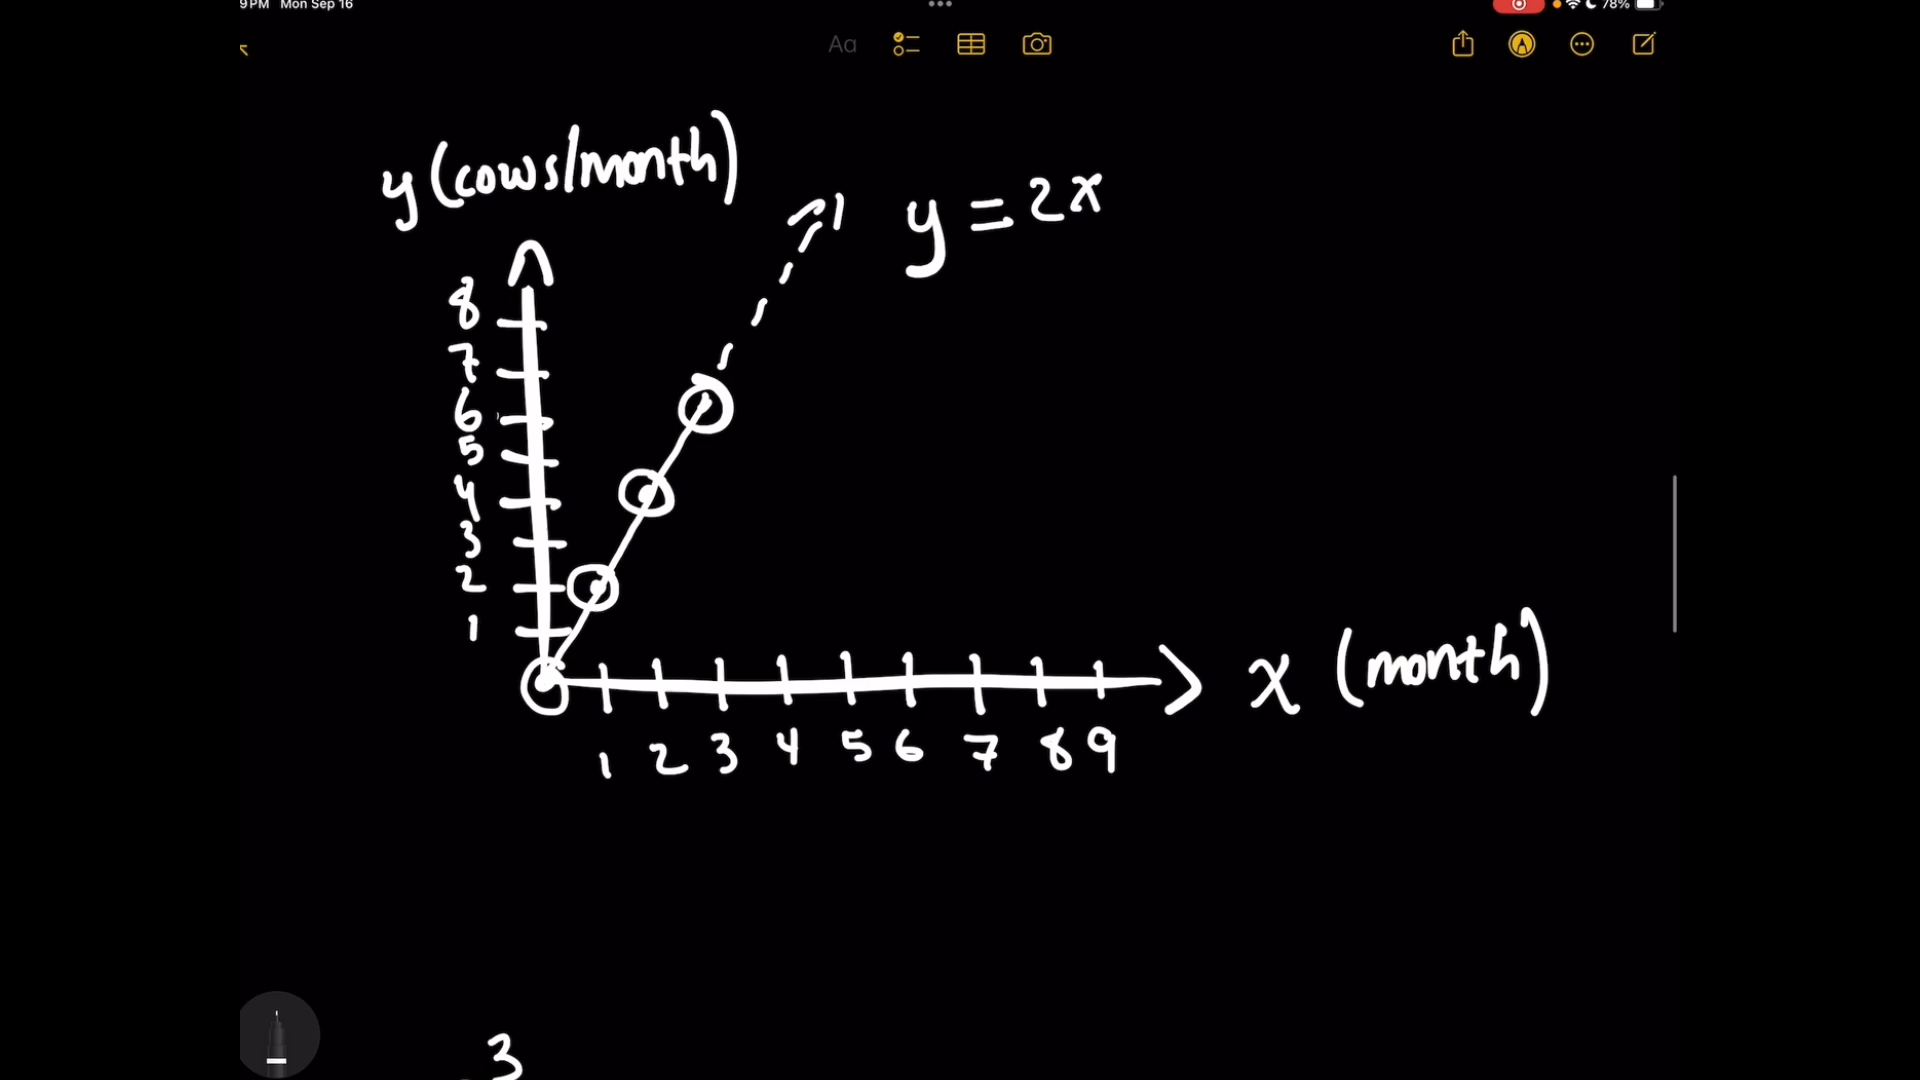 9 PM Mon Sep 16
78%
Aa
y (cows/month)
y = 2x
8
7
6
5
4
3
2
1
x (month)
1 2 3 4 5 6 7 8 9
3